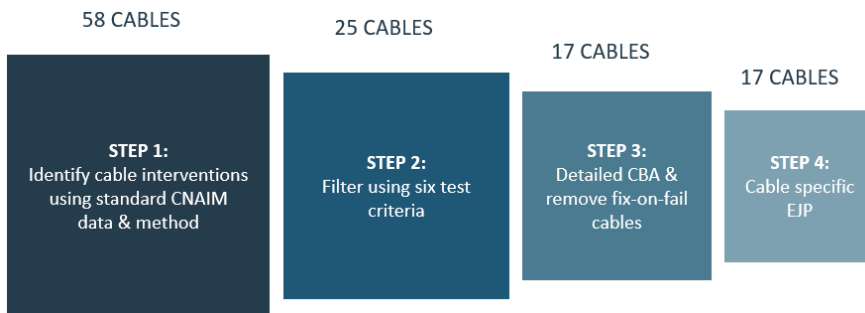 58 CABLES
STEP 1:
Identify cable interventions
using standard CNAIM
data & method
25 CABLES
STEP 2:
Filter using six test
criteria
17 CABLES
STEP 3:
Detailed CBA &
remove fix-on-fail
cables
17 CABLES
STEP 4:
Cable specific
EJP